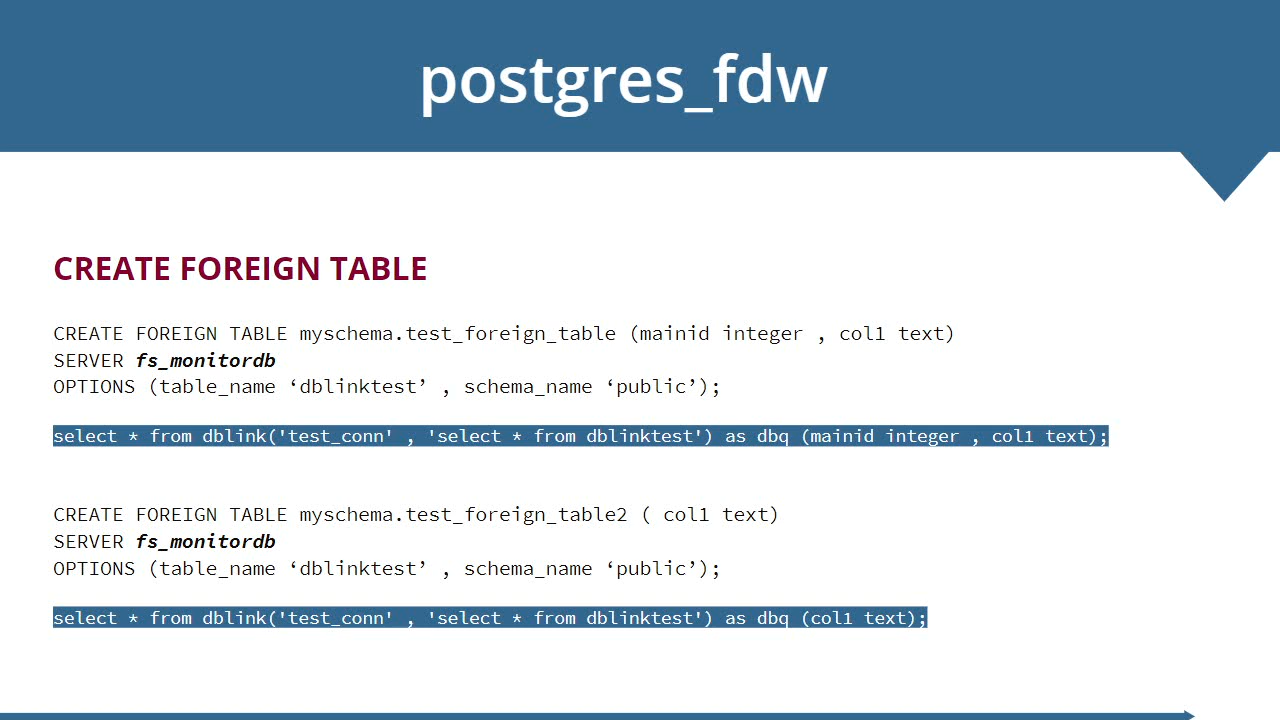 postgres_fdw
CREATE FOREIGN TABLE
CREATE FOREIGN TABLE myschema.test_foreign_table (mainid integer , col1 text)
SERVER fs_monitordb
OPTIONS (table_name ‘dblinktest’ , schema_name ‘public’);
select * from dblink('test_conn' , 'select * from dblinktest') as dbq (mainid integer , col1 text);
CREATE FOREIGN TABLE myschema.test_foreign_table2 ( col1 text)
SERVER fs_monitordb
OPTIONS (table_name ‘dblinktest’ , schema_name ‘public’);
select * from dblink('test_conn' , 'select * from dblinktest') as dbq (col1 text);